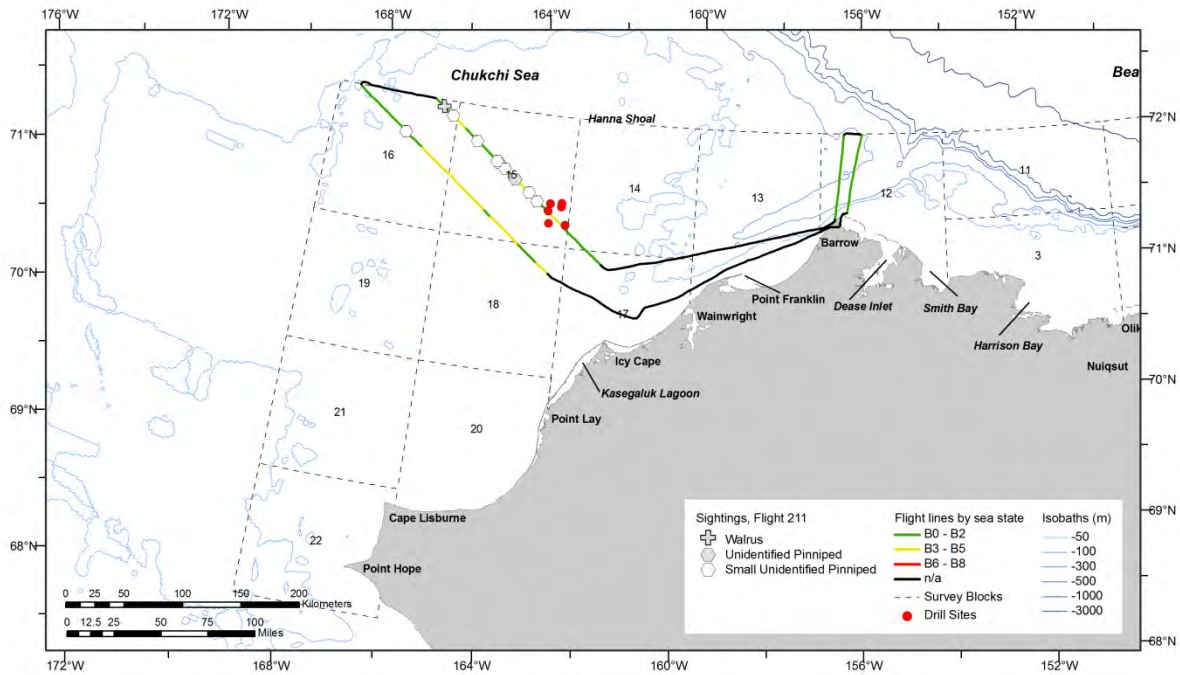 176°W
172°W
168°W
164°W
160°W
156°W
152°W
Chukchi Sea
Bea
72°N
71°N
Hanna Shoal
16
15
14
13
12
11
71°N
Barrow
3
70°N
19
18
17
Point Franklin
Dease Inlet
Smith Bay
Wainwright
Harrison Bay
Olik
Icy Cape
Nuiqsut
70°N
Kasegaluk Lagoon
69°N
21
20
Point Lay
Cape Lisburne
69°N
22
68°N
Point Hope
Sightings, Flight 211
Walrus
Unidentified Pinniped
Small Unidentified Pinniped
Flight lines by sea state
B0 - B2
B3 - B5
B6 - B8
n/a
Survey Blocks
Drill Sites
Isobaths (m)
-50
-100
-300
-500
-1000
-3000
0 25 50 100 150 200
Kilometers
0 12.5 25 50 75 100
Miles
68°N
172°W
168°W
164°W
160°W
156°W
152°W